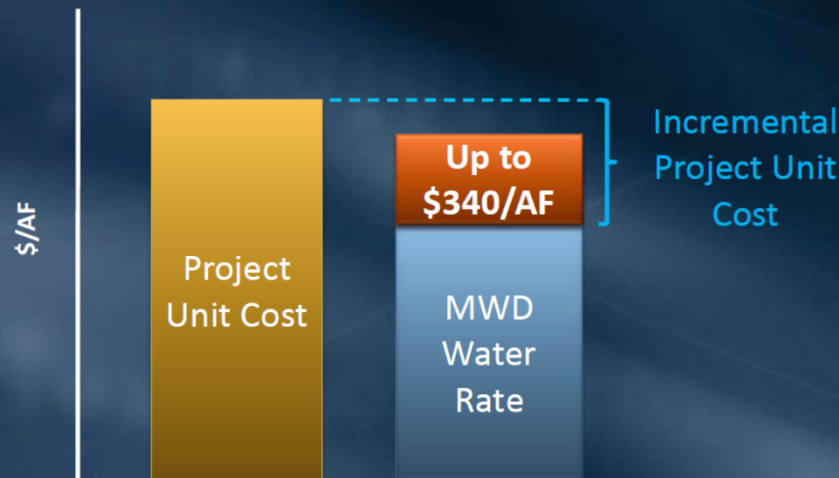 $/AF
Project
Unit Cost
Up to
$340/AF
MWD
Water
Rate
Incremental
Project Unit
Cost